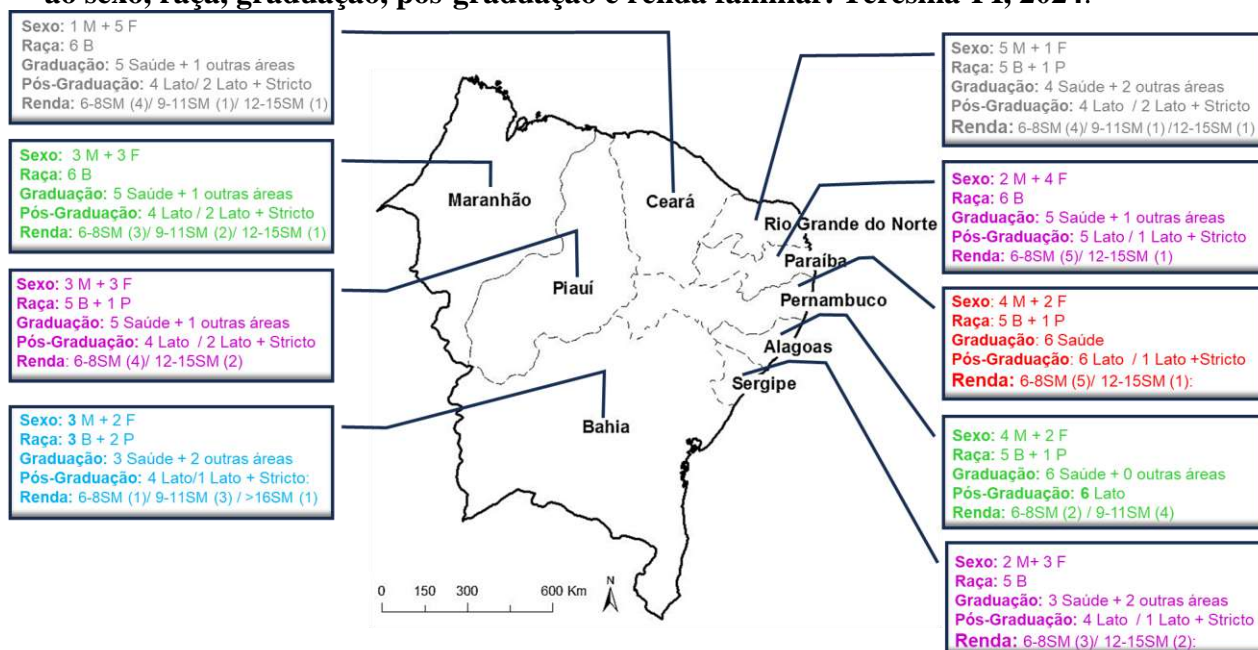 ao sexo, raça, graduação, pós-graduação e renda familiar. Teresina-PI, 2024.
Sexo: 1 M + 5 F
Raça: 6 B
Graduação: 5 Saúde + 1 outras áreas
Pós-Graduação: 4 Lato/ 2 Lato + Stricto
Renda: 6-8SM (4)/ 9-11SM (1)/ 12-15SM (1)
Sexo: 3 M + 3 F
Raça: 6 B
Graduação: 5 Saúde + 1 outras áreas
Pós-Graduação: 4 Lato / 2 Lato + Stricto
Renda: 6-8SM (3)/ 9-11SM (2)/ 12-15SM (1)
Sexo: 3 M + 3 F
Raça: 5 B + 1 P
Graduação: 5 Saúde + 1 outras áreas
Pós-Graduação: 4 Lato / 2 Lato + Stricto
Renda: 6-8SM (4)/ 12-15SM (2)
Sexo: 3 M + 2 F
Raça: 3 B + 2 P
Graduação: 3 Saúde + 2 outras áreas
Pós-Graduação: 4 Lato/1 Lato + Stricto:
Renda: 6-8SM (1)/ 9-11SM (3) / >16SM (1)
Maranhão
Ceará
Rio Grande do Norte
Paraíba
Piauí
Pernambuco
Alagoas
Sergipe
Bahia
0 150 300 600 Km
N
Sexo: 5 M + 1 F
Raça: 5 B + 1 P
Graduação: 4 Saúde + 2 outras áreas
Pós-Graduação: 4 Lato / 2 Lato + Stricto
Renda: 6-8SM (4)/ 9-11SM (1) /12-15SM (1)
Sexo: 2 M + 4 F
Raça: 6 B
Graduação: 5 Saúde + 1 outras áreas
Pós-Graduação: 5 Lato / 1 Lato + Stricto
Renda: 6-8SM (5)/ 12-15SM (1)
Sexo: 4 M + 2 F
Raça: 5 B + 1 P
Graduação: 6 Saúde
Pós-Graduação: 6 Lato / 1 Lato +Stricto
Renda: 6-8SM (5)/ 12-15SM (1):
Sexo: 4 M + 2 F
Raça: 5 B + 1 P
Graduação: 6 Saúde + 0 outras áreas
Pós-Graduação: 6 Lato
Renda: 6-8SM (2) / 9-11SM (4)
Sexo: 2 M+ 3 F
Raça: 5 B
Graduação: 3 Saúde + 2 outras áreas
Pós-Graduação: 4 Lato / 1 Lato + Stricto
Renda: 6-8SM (3)/ 12-15SM (2):